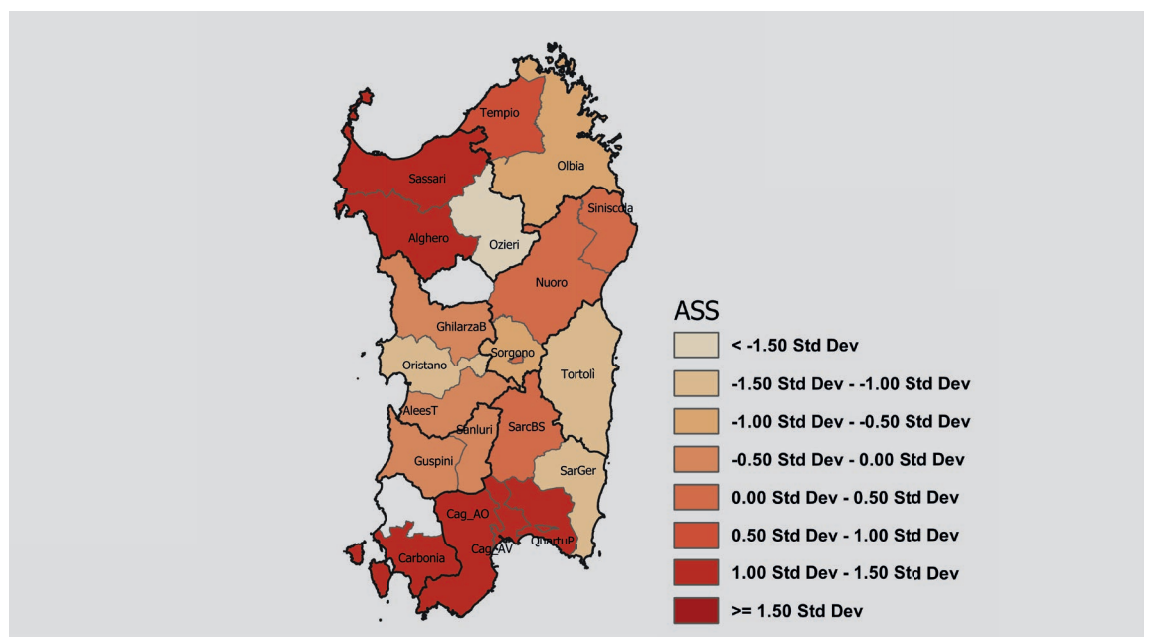 Tempio
Olbia
Sassari
Siniscola
Alghero
Ozieri
Nuoro
ASS
GhilarzaB
Sorgono
Oristano
Tortolì
AleesT
Sanluri
SarcBS
Guspini
SarGer
Cag_AO
Cag_AV
QuartuP
Carbonia
< -1.50 Std Dev
-1.50 Std Dev - -1.00 Std Dev
-1.00 Std Dev - -0.50 Std Dev
-0.50 Std Dev - 0.00 Std Dev
0.00 Std Dev - 0.50 Std Dev
0.50 Std Dev - 1.00 Std Dev
1.00 Std Dev - 1.50 Std Dev
>= 1.50 Std Dev